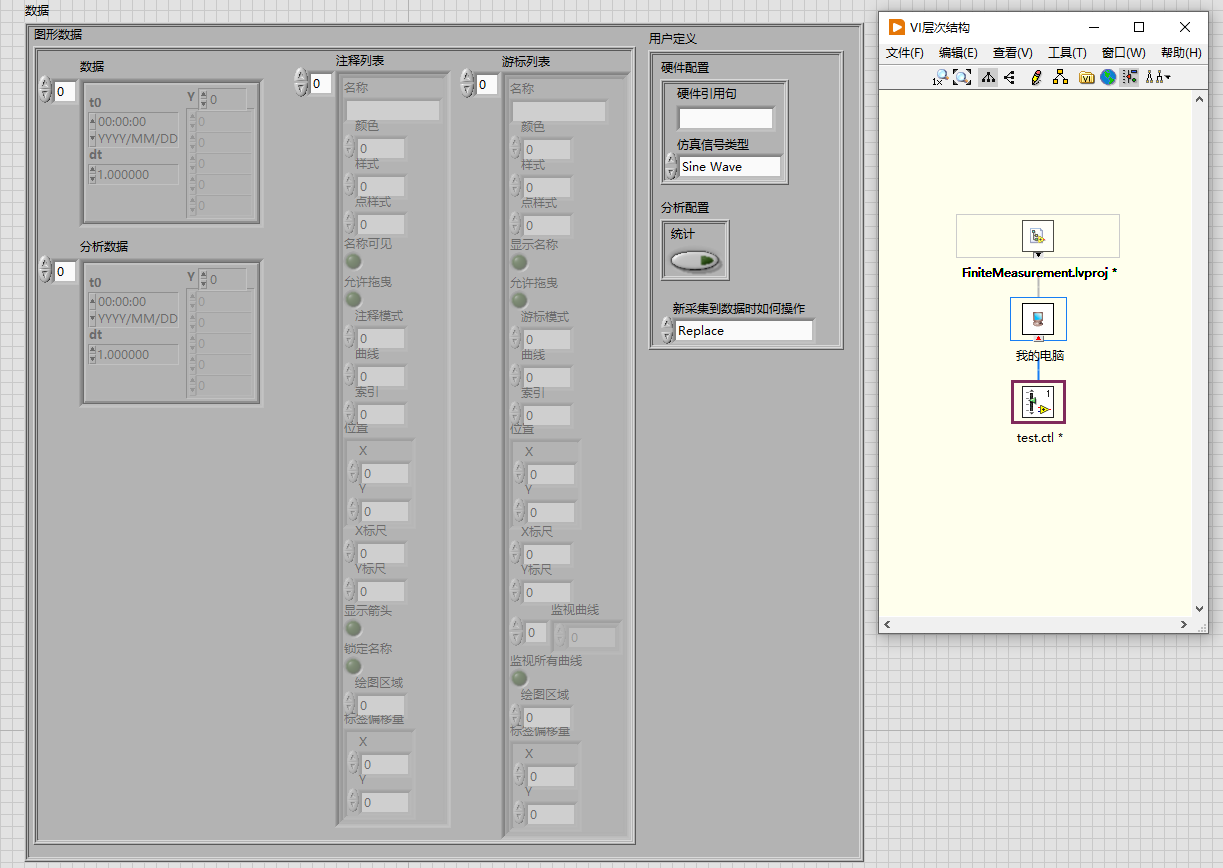 数据
图形数据
数据
0
t0
00:00:00
YYYY/MM/DD
dt
1.000000
Y
0
0
0
0
0
0
分析数据
0
t0
00:00:00
YYYY/MM/DD
dt
1.000000
Y
0
0
0
0
0
0
注释列表
0
名称
颜色
0
样式
0
点样式
0
名称可见
允许拖曳
注释模式
0
曲线
0
索引
0
位置
X
0
Y
0
X标尺
0
Y标尺
0
显示箭头
锁定名称
绘图区域
0
标签偏移量
X
0
Y
0
游标列表
0
名称
颜色
0
样式
0
点样式
0
显示名称
允许拖曳
游标模式
0
曲线
0
索引
0
位置
X
0
Y
0
X标尺
0
Y标尺
0
监视曲线
0
0
监视所有曲线
绘图区域
0
标签偏移量
X
0
Y
0
用户定义
硬件配置
硬件引用句
仿真信号类型
Sine Wave
分析配置
统计
新采集到数据时如何操作
Replace
VI层次结构
文件(F) 编辑(E) 查看(V) 工具(T) 窗口(W) 帮助(H)
1x
VI
FiniteMeasurement.lvproj *
我的电脑
1
test.ctl *